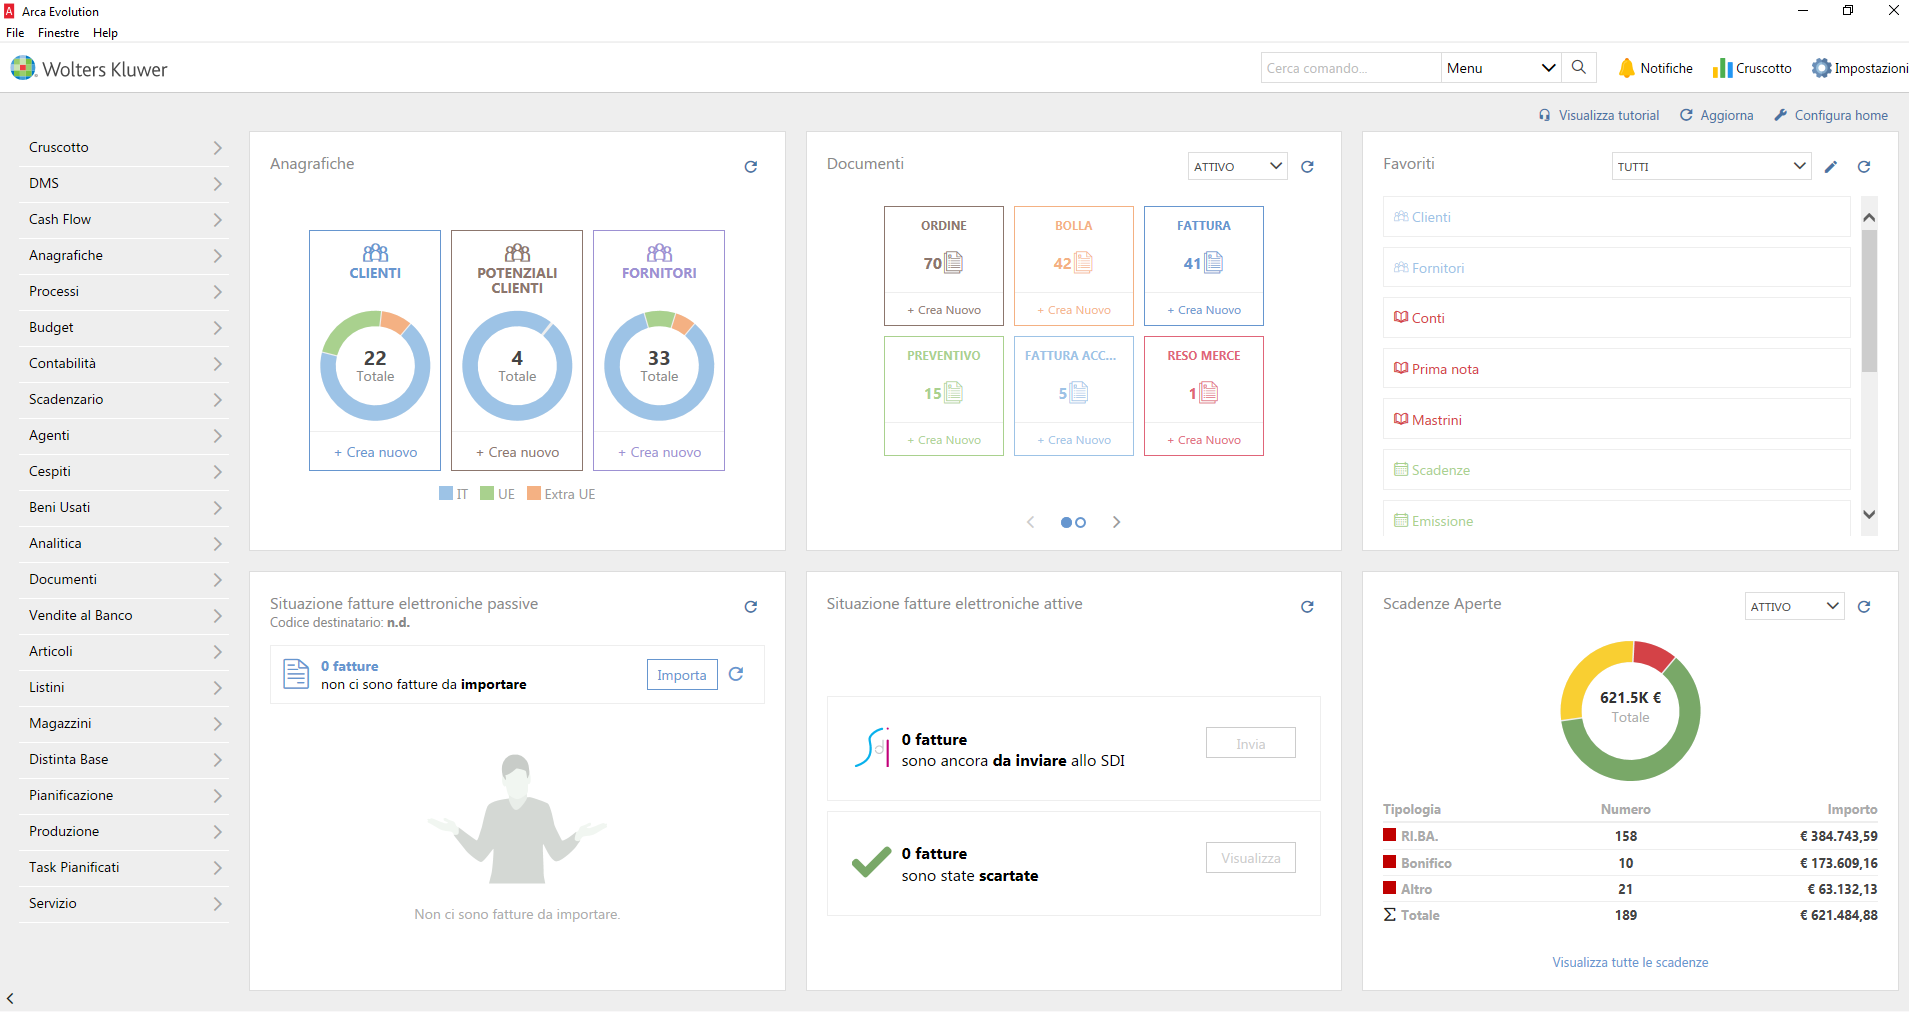 Arca Evolution
File Finestre Help
Wolters Kluwer
Cerca comando...
Menu
Notifiche
Cruscotto
Impostazioni
Visualizza tutorial
Aggiorna
Configura home
Cruscotto
DMS
Cash Flow
Anagrafiche
Processi
Budget
Contabilità
Scadenzario
Agenti
Cespiti
Beni Usati
Analitica
Documenti
Vendite al Banco
Articoli
Listini
Magazzini
Distinta Base
Pianificazione
Produzione
Task Pianificati
Servizio
Anagrafiche
CLIENTI
22
Totale
+ Crea nuovo
POTENZIALI
CLIENTI
4
Totale
+ Crea nuovo
FORNITORI
33
Totale
+ Crea nuovo
IT UE Extra UE
Documenti
ATTIVO
ORDINE
70
+ Crea Nuovo
BOLLA
42
+ Crea Nuovo
FATTURA
41
+ Crea Nuovo
PREVENTIVO
15
+ Crea Nuovo
FATTURA ACC...
5
+ Crea Nuovo
RESO MERCE
1
+ Crea Nuovo
Favoriti
TUTTI
Clienti
Fornitori
Conti
Prima nota
Mastrini
Scadenze
Emissione
Situazione fatture elettroniche passive
Codice destinatario: n.d.
0 fatture
non ci sono fatture da importare
Importa
Non ci sono fatture da importare.
Situazione fatture elettroniche attive
Sdi
0 fatture
sono ancora da inviare allo SDI
Invia
0 fatture
sono state scartate
Visualizza
Scadenze Aperte
ATTIVO
621.5K €
Totale
Tipologia Numero Importo
RI.BA. 158 € 384.743,59
Bonifico 10 € 173.609,16
Altro 21 € 63.132,13
Σ Totale 189 € 621.484,88
Visualizza tutte le scadenze